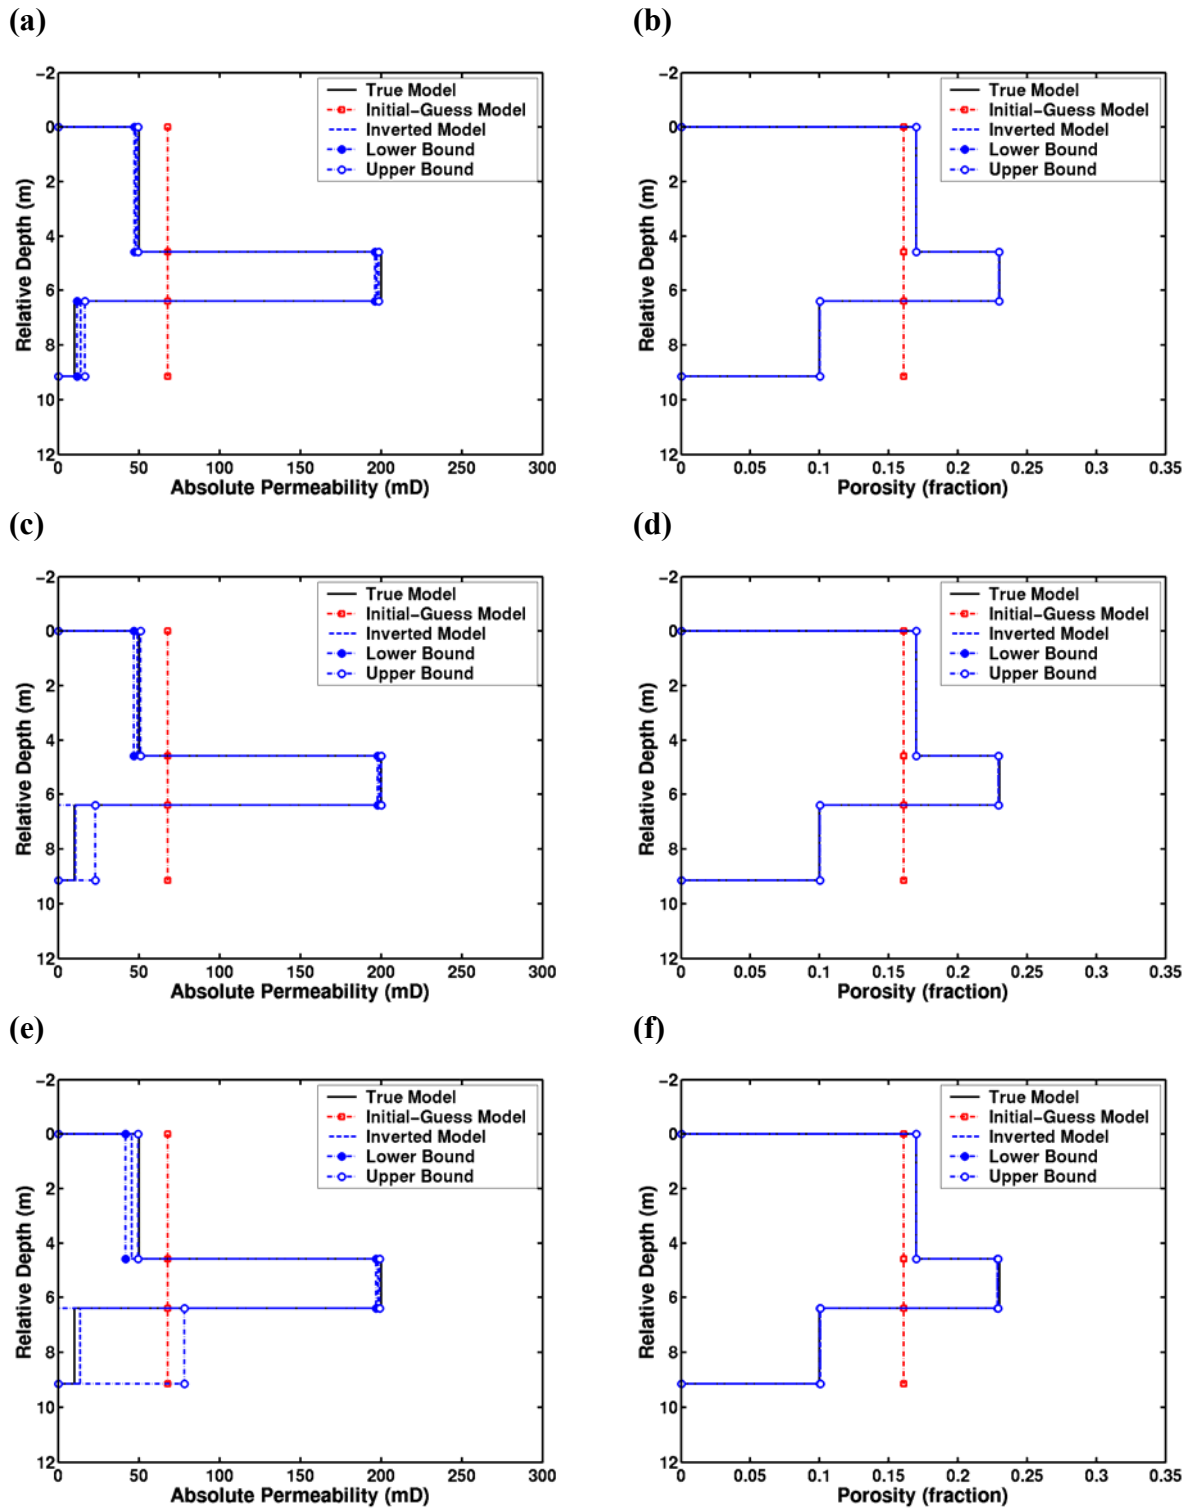 (a)
(b)
−2
0
2
4
6
8
10
12
Relative Depth (m)
True Model
Initial−Guess Model
Inverted Model
Lower Bound
Upper Bound
0 50 100 150 200 250 300
Absolute Permeability (mD)
−2
0
2
4
6
8
10
12
Relative Depth (m)
True Model
Initial−Guess Model
Inverted Model
Lower Bound
Upper Bound
0 0.05 0.1 0.15 0.2 0.25 0.3 0.35
Porosity (fraction)
(c)
(d)
−2
0
2
4
6
8
10
12
Relative Depth (m)
True Model
Initial−Guess Model
Inverted Model
Lower Bound
Upper Bound
0 50 100 150 200 250 300
Absolute Permeability (mD)
−2
0
2
4
6
8
10
12
Relative Depth (m)
True Model
Initial−Guess Model
Inverted Model
Lower Bound
Upper Bound
0 0.05 0.1 0.15 0.2 0.25 0.3 0.35
Porosity (fraction)
(e)
(f)
−2
0
2
4
6
8
10
12
Relative Depth (m)
True Model
Initial−Guess Model
Inverted Model
Lower Bound
Upper Bound
0 50 100 150 200 250 300
Absolute Permeability (mD)
−2
0
2
4
6
8
10
12
Relative Depth (m)
True Model
Initial−Guess Model
Inverted Model
Lower Bound
Upper Bound
0 0.05 0.1 0.15 0.2 0.25 0.3 0.35
Porosity (fraction)